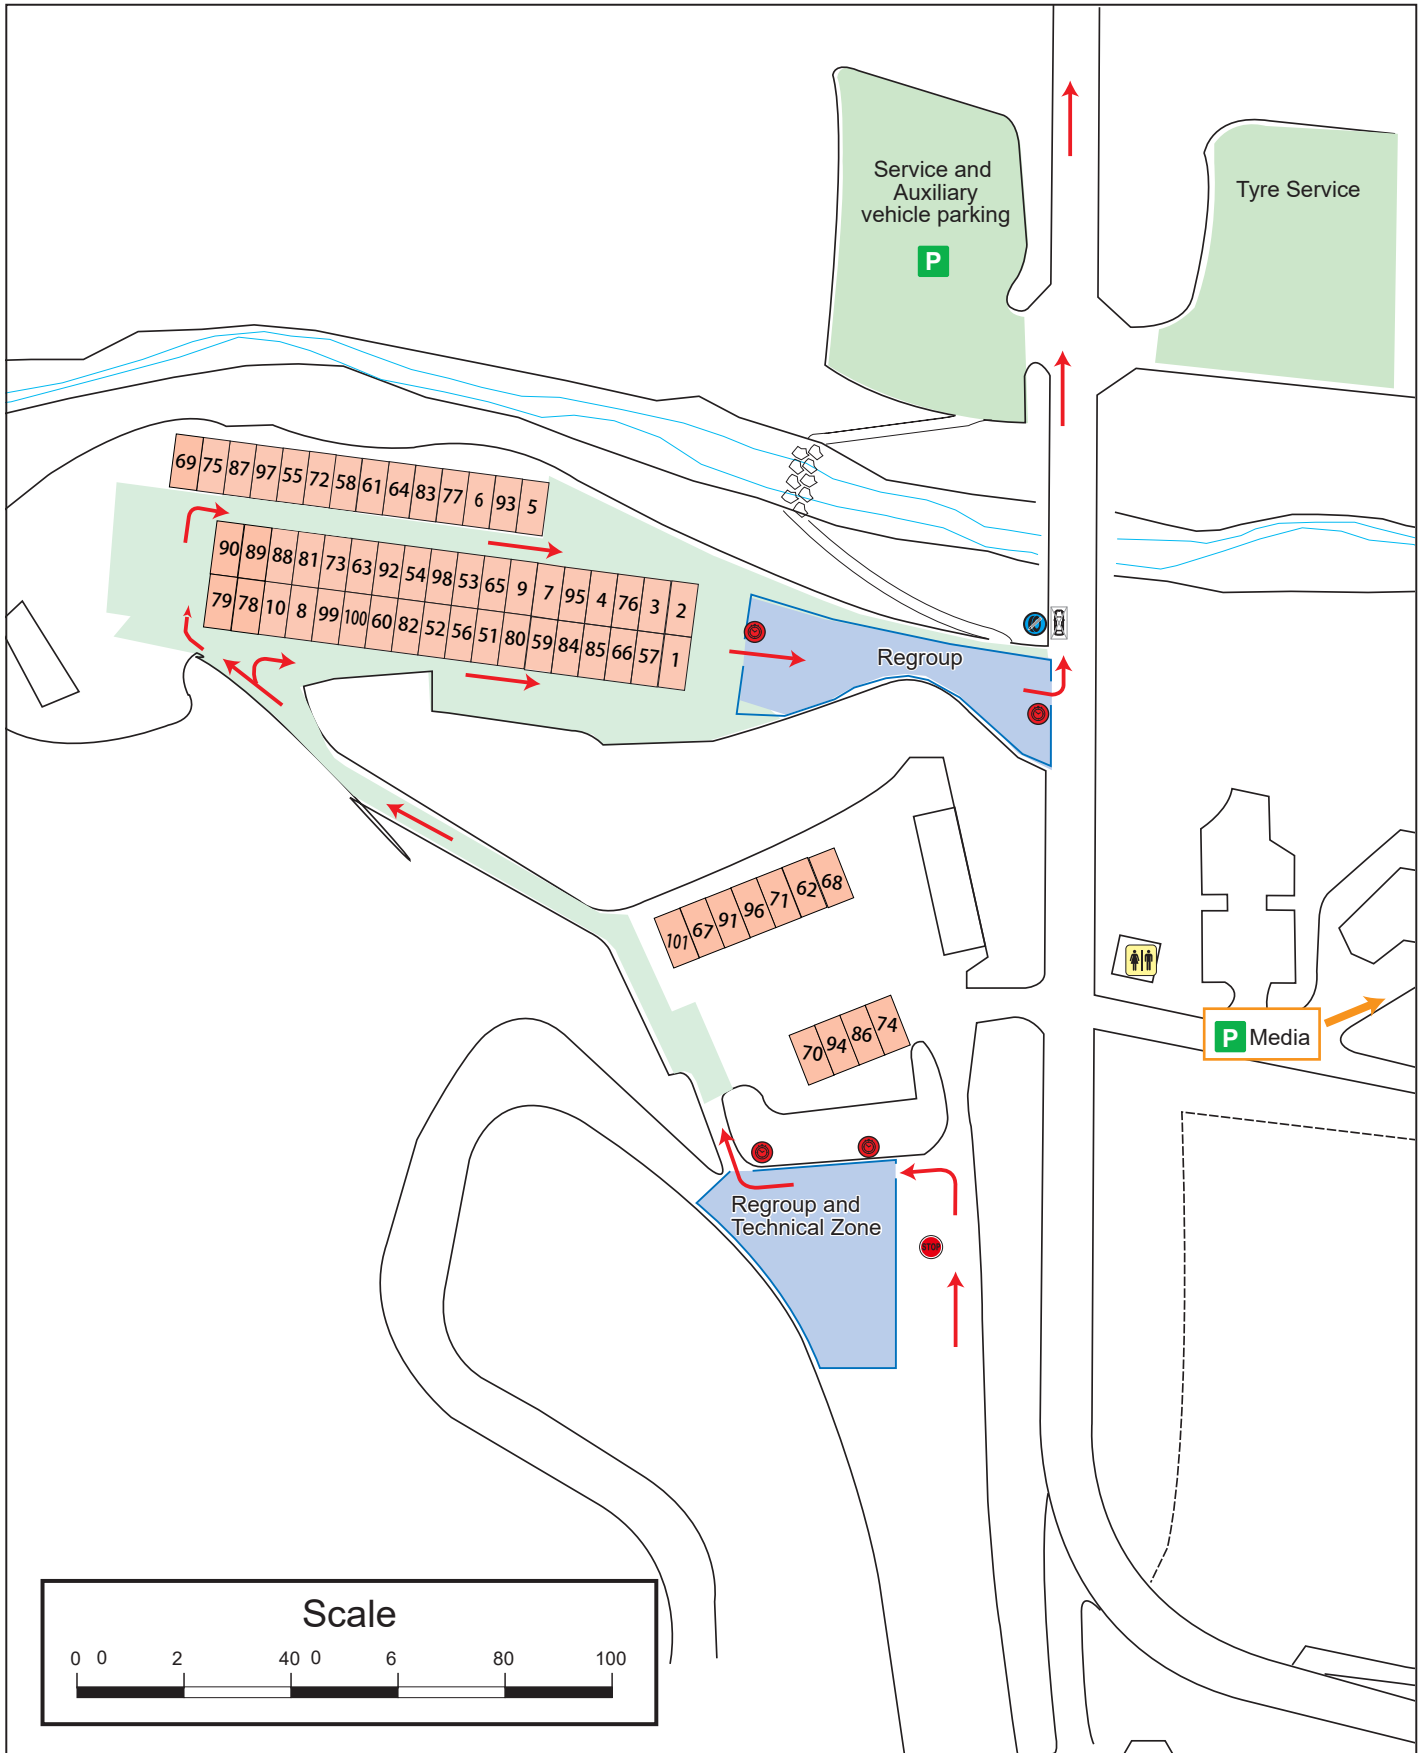 Service and
Auxiliary
vehicle parking
P
Tyre Service
69 75 87 97 55 72 58 61 64 83 77 6 93 5
90 89 88 81 73 63 92 54 98 53 65 9 7 95 4 76 3 2
79 78 10 8 99 100 60 82 52 56 51 80 59 84 85 66 57 1
Regroup
101 67 91 96 71 62 68
70 94 86 74
P Media
Regroup and
Technical Zone
STOP
Scale
0 0 2 40 0 6 80 100